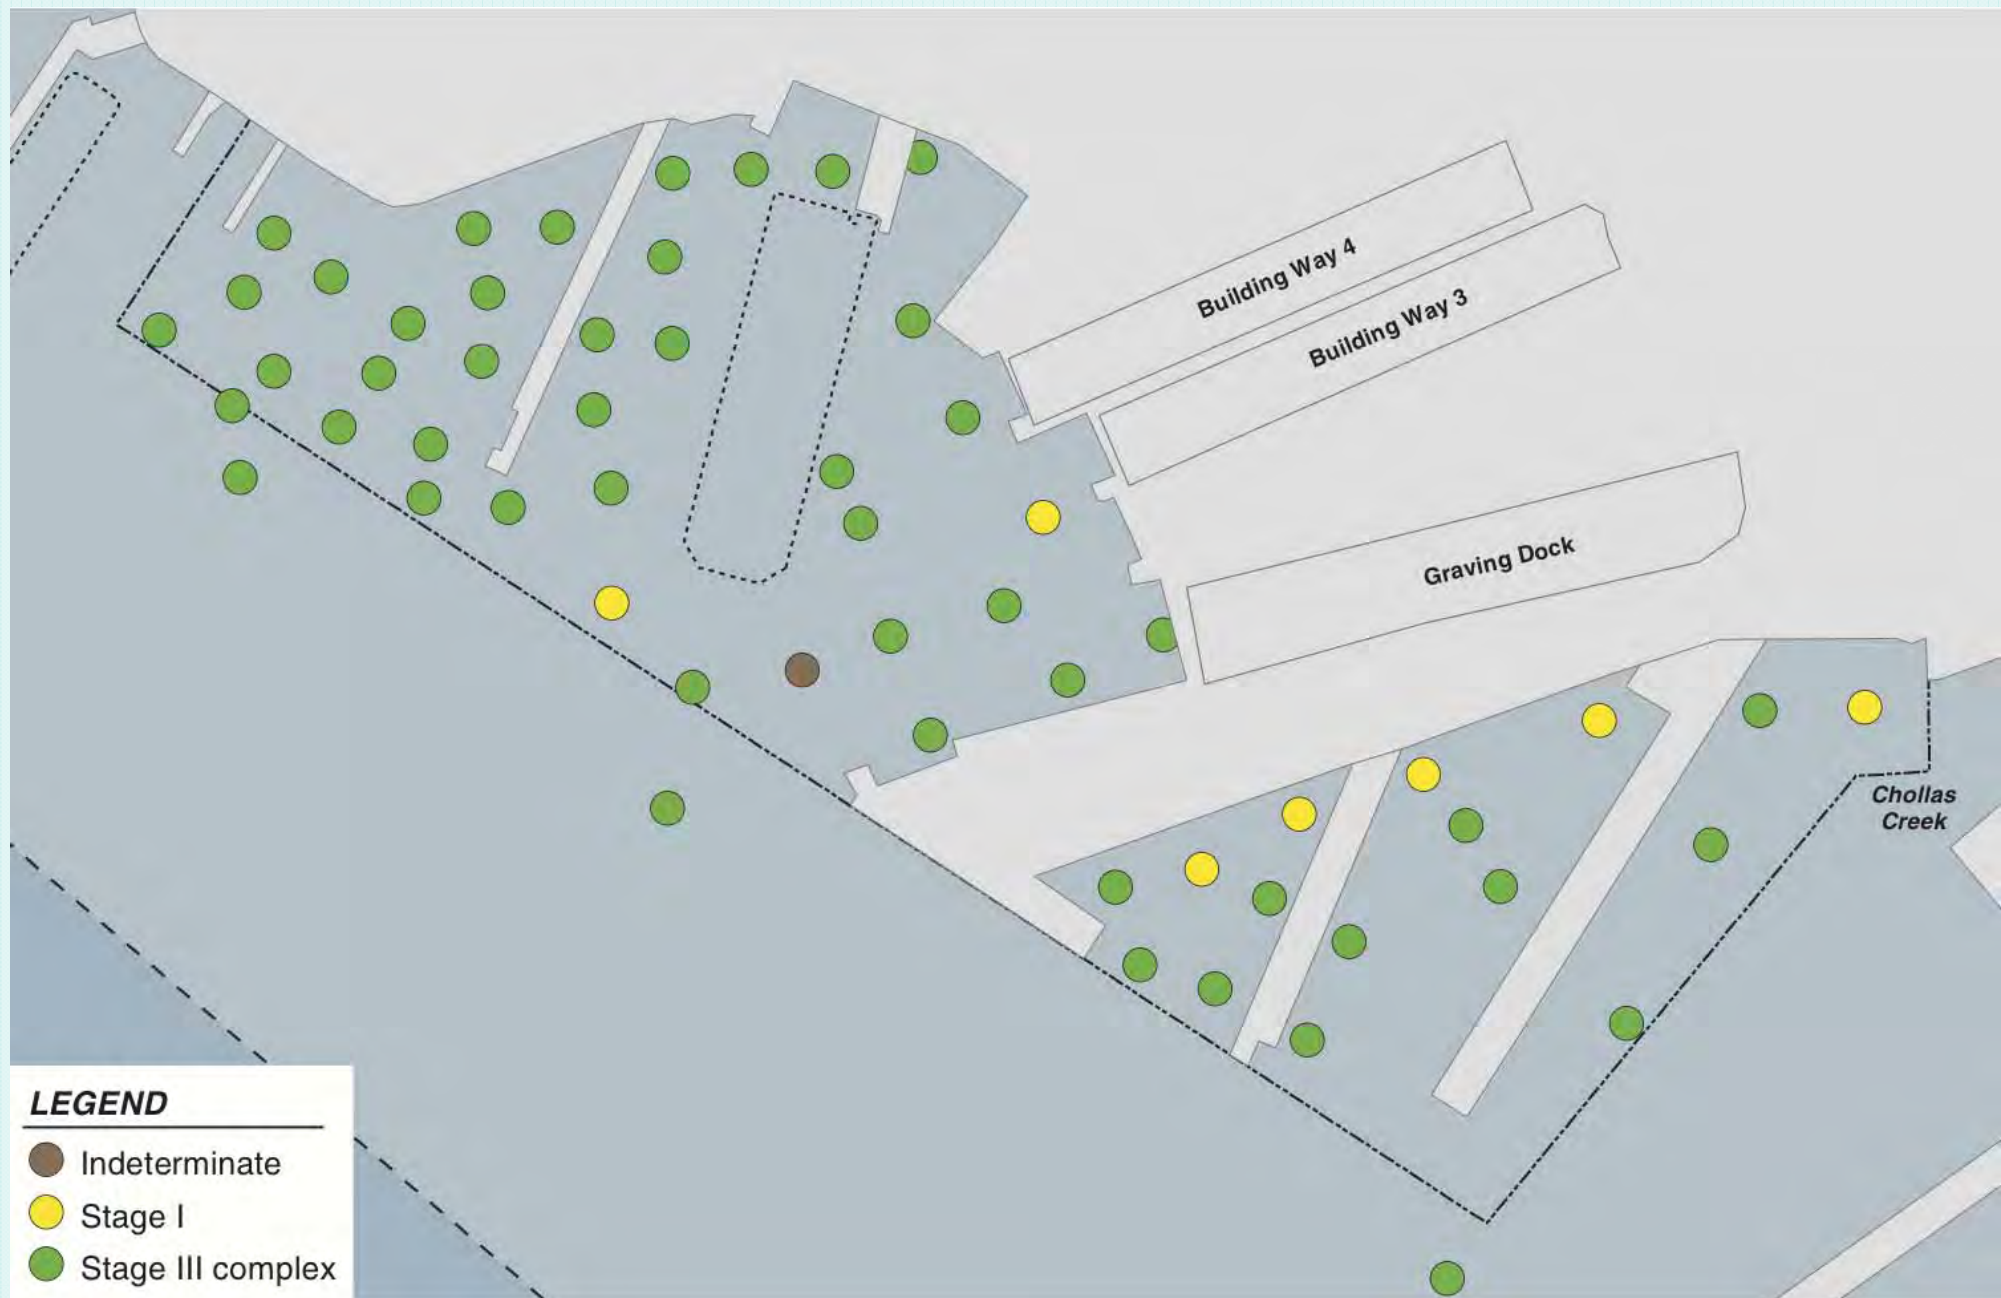 Building Way 4
Building Way 3
Graving Dock
Chollas
Creek
LEGEND
Indeterminate
Stage I
Stage III complex